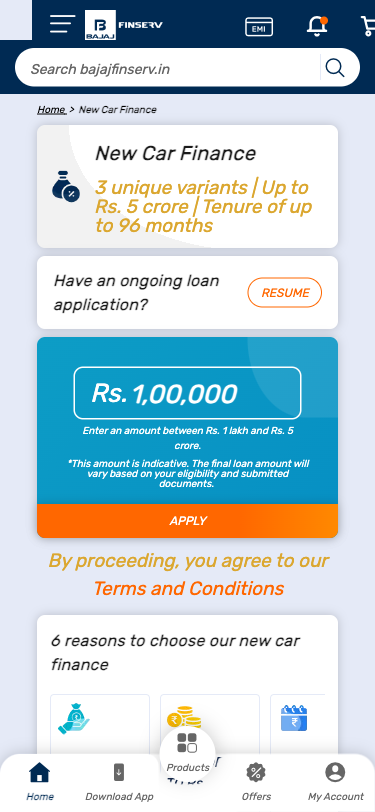 BAJAJ FINSERV
EMI
Search bajajfinserv.in
Home > New Car Finance
New Car Finance
3 unique variants | Up to
Rs. 5 crore | Tenure of up
to 96 months
Have an ongoing loan
application?
RESUME
Rs. 1,00,000
Enter an amount between Rs. 1 lakh and Rs. 5
crore.
*This amount is indicative. The final loan amount will
vary based on your eligibility and submitted
documents.
APPLY
By proceeding, you agree to our
Terms and Conditions
6 reasons to choose our new car
finance
Home
Download App
Products
Offers
My Account